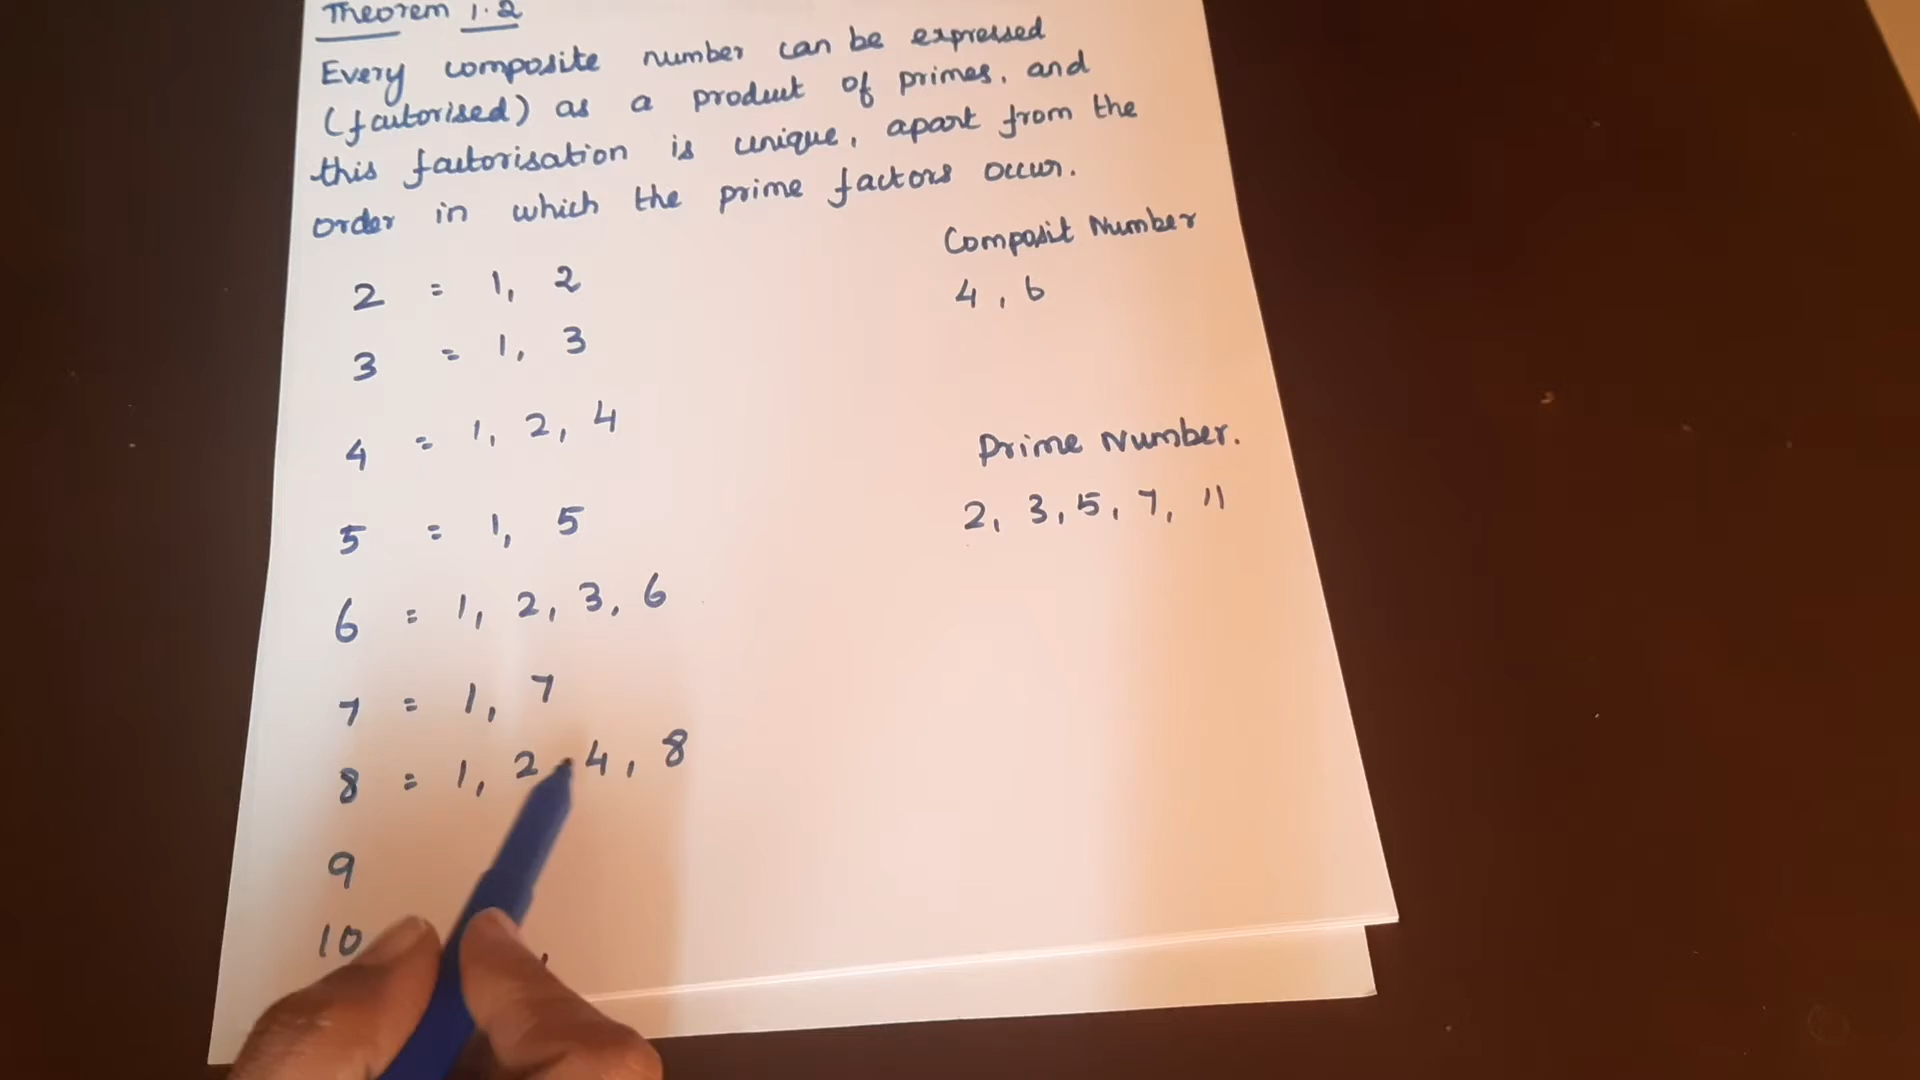 Theorem 1.2
Every composite number can be expressed
(factorised) as a product of primes, and
this factorisation is unique, apart from the
order in which the prime factors occur.
Composit Number
4, 6
2 = 1, 2
3 = 1, 3
4 = 1, 2, 4
Prime Number.
2, 3, 5, 7, 11
5 = 1, 5
6 = 1, 2, 3, 6
7 = 1, 7
8 = 1, 2, 4, 8
9
10